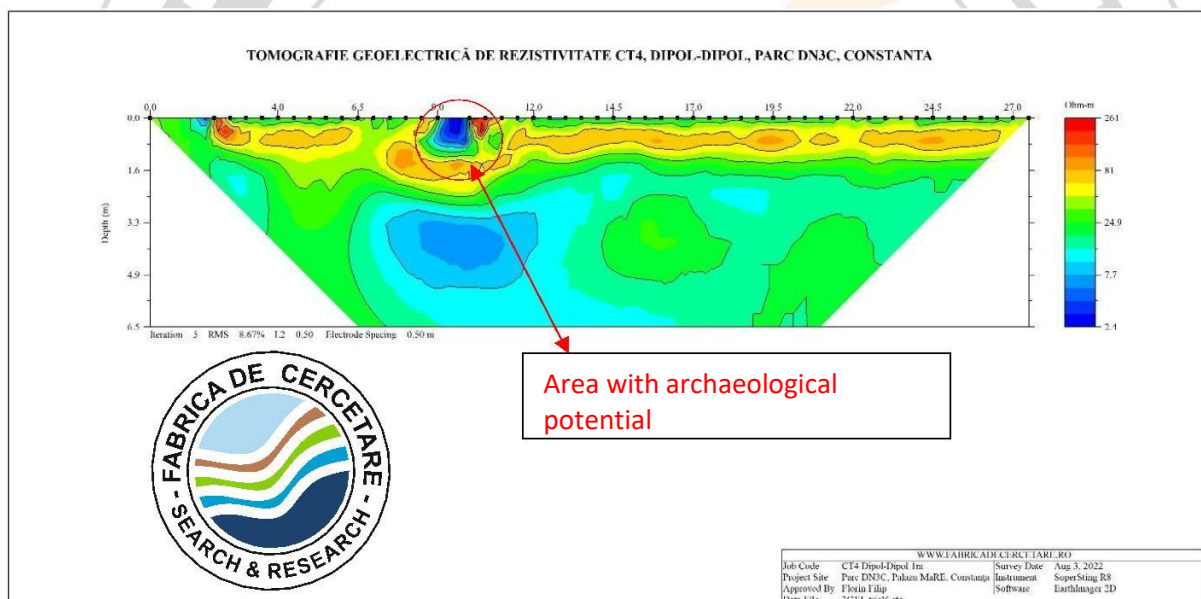 TOMOGRAFIE GEOELECTRICĂ DE REZISTIVITATE CT4, DIPOL-DIPOL, PARC DN3C, CONSTANTA
0.0 4.0 6.5 9.0 12.0 14.5 17.0 19.5 22.0 24.5 27.0
Ohm-m
0.0
1.6
3.3
4.9
6.5
Depth (m)
261
81
24.9
7.7
2.4
Iteration 5 RMS 8.67% L2 0.50 Electrode Spacing 0.50 m
Area with archaeological
potential
FABRICA DE CERCETARE
- SEARCH & RESEARCH -
WWW.FABRICADECERCETARE.RO
Job Code CT4 Dipol-Dipol 1m Survey Date Aug 3, 2022
Project Site Parc DN3C, Palazu MaRE, Constanța Instrument SuperSting R8
Approved By Florin Filip Software EarthImager 2D